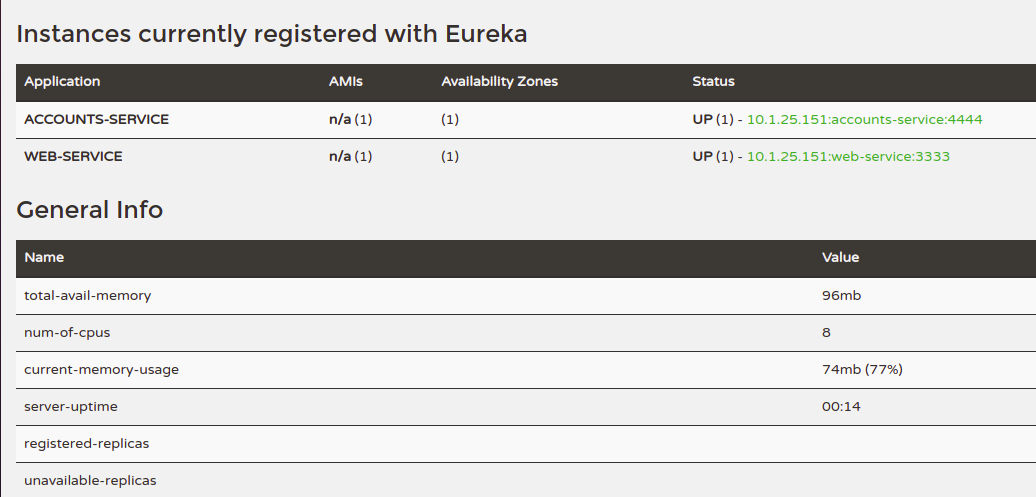 Instances currently registered with Eureka
Application AMIs Availability Zones Status
ACCOUNTS-SERVICE n/a (1) (1) UP (1) - 10.1.25.151:accounts-service:4444
WEB-SERVICE n/a (1) (1) UP (1) - 10.1.25.151:web-service:3333
General Info
Name Value
total-avail-memory 96mb
num-of-cpus 8
current-memory-usage 74mb (77%)
server-uptime 00:14
registered-replicas
unavailable-replicas